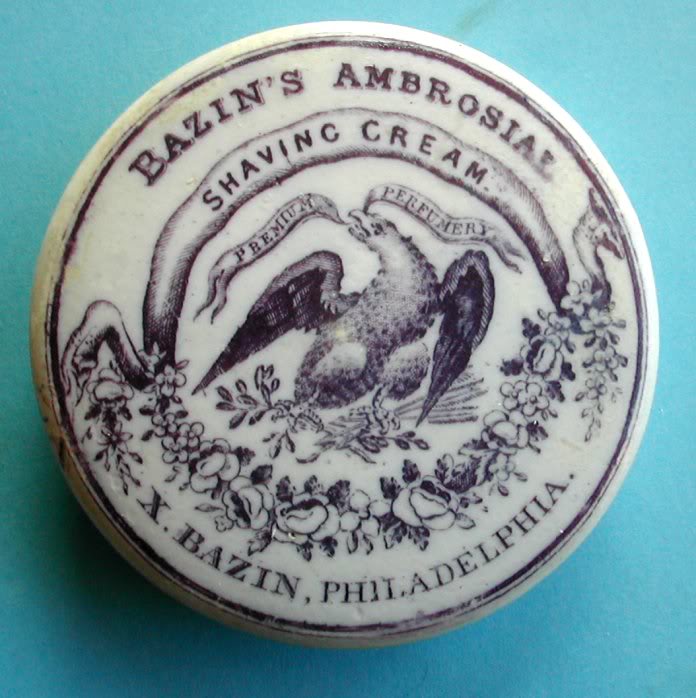 BAZIN'S AMBROSIAL
SHAVING CREAM.
PREMIUM PERFUMERY
X. BAZIN, PHILADELPHIA.